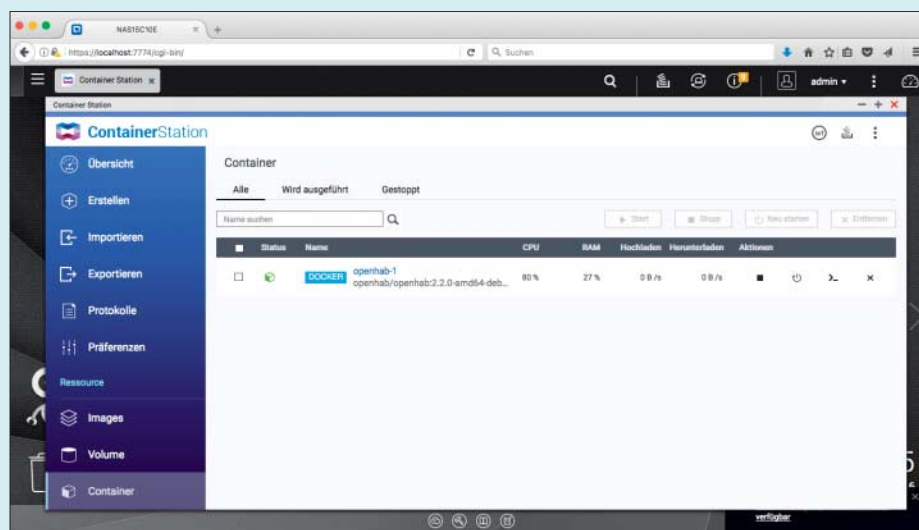 NAS16C10E
https://localhost:7774/cgi-bin/
Suchen
Container Station
admin
Container Station
ContainerStation
Übersicht
Erstellen
Importieren
Exportieren
Protokolle
Präferenzen
Ressource
Images
Volume
Container
Container
Alle Wird ausgeführt Gestoppt
Name suchen
Start Stopp Neu starten Entfernen
Status Name CPU RAM Hochladen Herunterladen Aktionen
DOCKER openhab-1 80 % 27 % 0 B /s 0 B /s
openhab/openhab:2.2.0-amd64-deb...
verfügbar